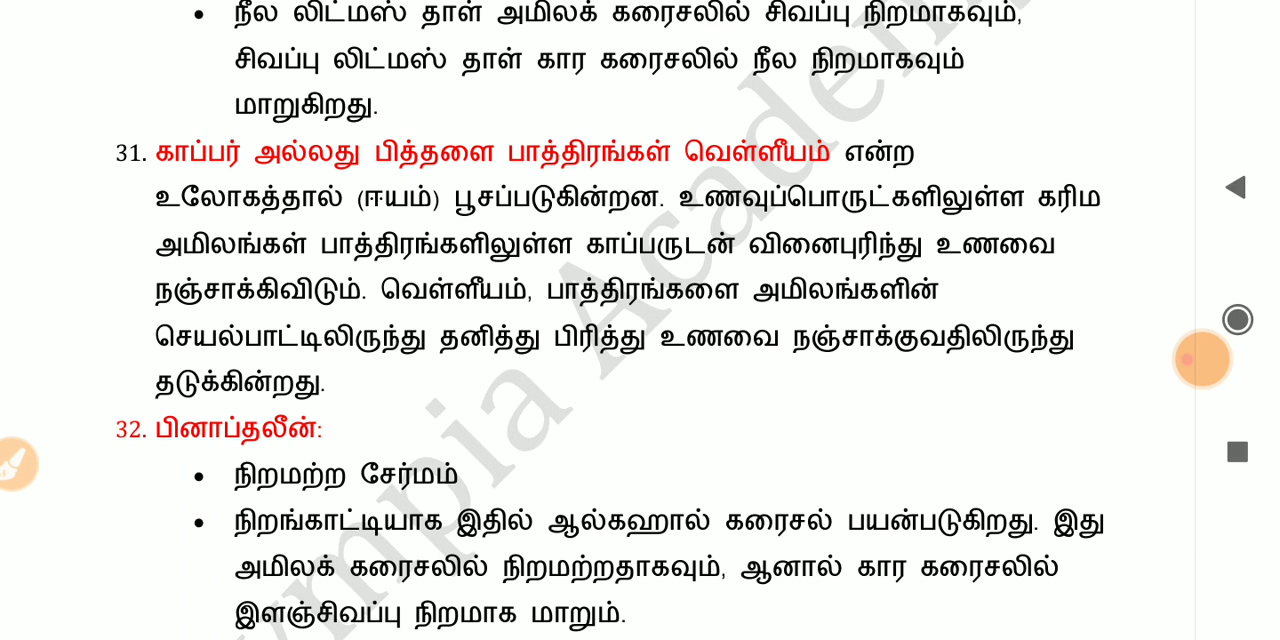 • நீல லிட்மஸ் தாள் அமிலக் கரைசலில் சிவப்பு நிறமாகவும்,
சிவப்பு லிட்மஸ் தாள் கார கரைசலில் நீல நிறமாகவும்
மாறுகிறது.
31. காப்பர் அல்லது பித்தளை பாத்திரங்கள் வெள்ளீயம் என்ற
உலோகத்தால் (ஈயம்) பூசப்படுகின்றன. உணவுப்பொருட்களிலுள்ள கரிம
அமிலங்கள் பாத்திரங்களிலுள்ள காப்பருடன் வினைபுரிந்து உணவை
நஞ்சாக்கிவிடும். வெள்ளீயம், பாத்திரங்களை அமிலங்களின்
செயல்பாட்டிலிருந்து தனித்து பிரித்து உணவை நஞ்சாக்குவதிலிருந்து
தடுக்கின்றது.
32. பினாப்தலீன்:
• நிறமற்ற சேர்மம்
• நிறங்காட்டியாக இதில் ஆல்கஹால் கரைசல் பயன்படுகிறது. இது
அமிலக் கரைசலில் நிறமற்றதாகவும், ஆனால் கார கரைசலில்
இளஞ்சிவப்பு நிறமாக மாறும்.